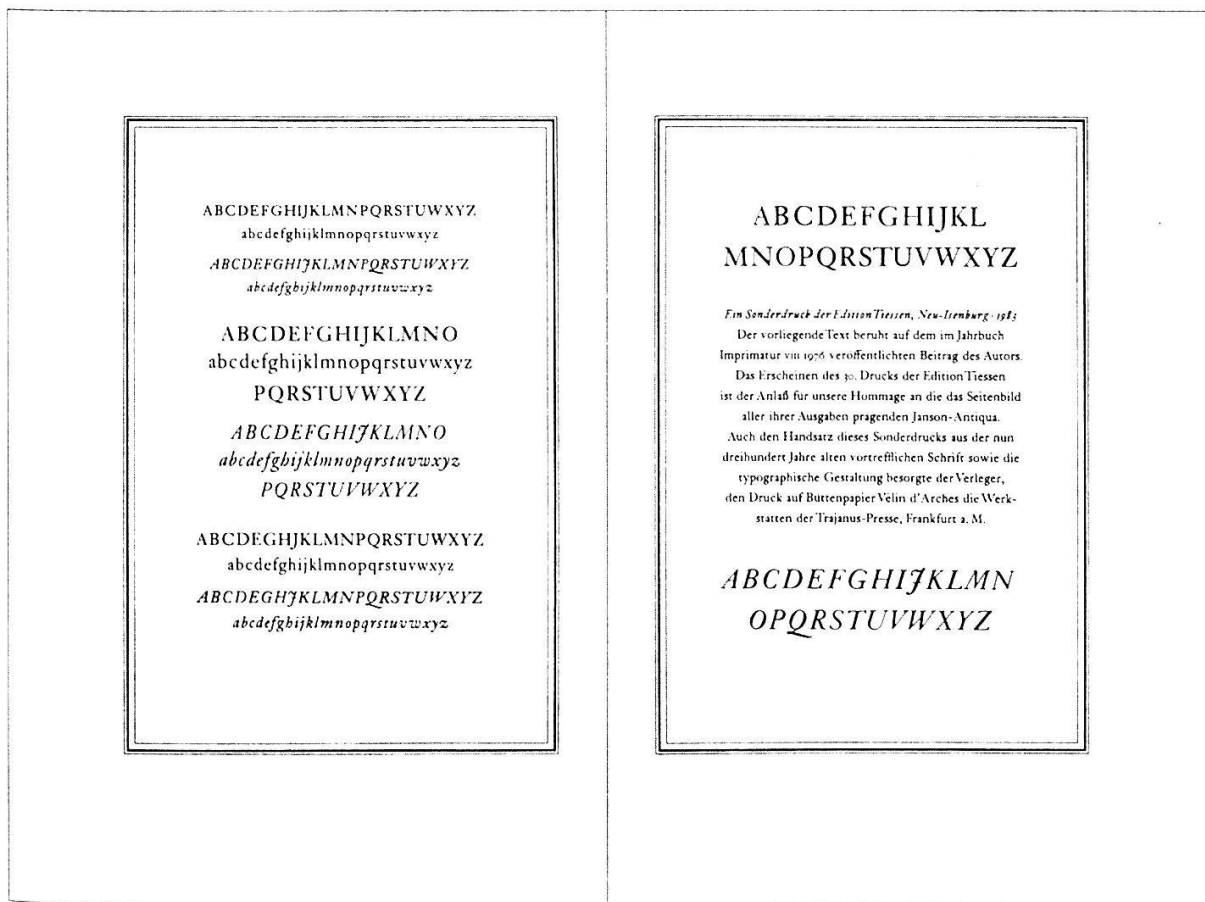 ABCDEFGHIJKLMNPQRSTUWXYZ
abcdefghijklmnopqrstuvwxyz
ABCDEFGHIJKLMNPQRSTUWXYZ
abcdefghijklmnopqrstuvwxyz
ABCDEFGHIJKLMNO
abcdefghijklmnopqrstuvwxyz
PQRSTUVWXYZ
ABCDEFGHIJKLMNO
abcdefghijklmnopqrstuvwxyz
PQRSTUVWXYZ
ABCDEGHJKLMNPQRSTUWXYZ
abcdefghijklmnopqrstuvwxyz
ABCDEGHJKLMNPQRSTUWXYZ
abcdefghijklmnopqrstuvwxyz
ABCDEFGHIJKL
MNOPQRSTUVWXYZ
Ein Sonderdruck der Edition Tiessen, Neu-Isenburg · 1983
Der vorliegende Text beruht auf dem im Jahrbuch
Imprimatur VIII 1976 veröffentlichten Beitrag des Autors.
Das Erscheinen des 30. Drucks der Edition Tiessen
ist der Anlaß für unsere Hommage an die das Seitenbild
aller ihrer Ausgaben prägenden Janson-Antiqua.
Auch den Handsatz dieses Sonderdrucks aus der nun
dreihundert Jahre alten vortrefflichen Schrift sowie die
typographische Gestaltung besorgte der Verleger,
den Druck auf Büttenpapier Vélin d'Arches die Werk-
stätten der Trajanus-Presse, Frankfurt a. M.
ABCDEFGHIJKLMN
OPQRSTUVWXYZ